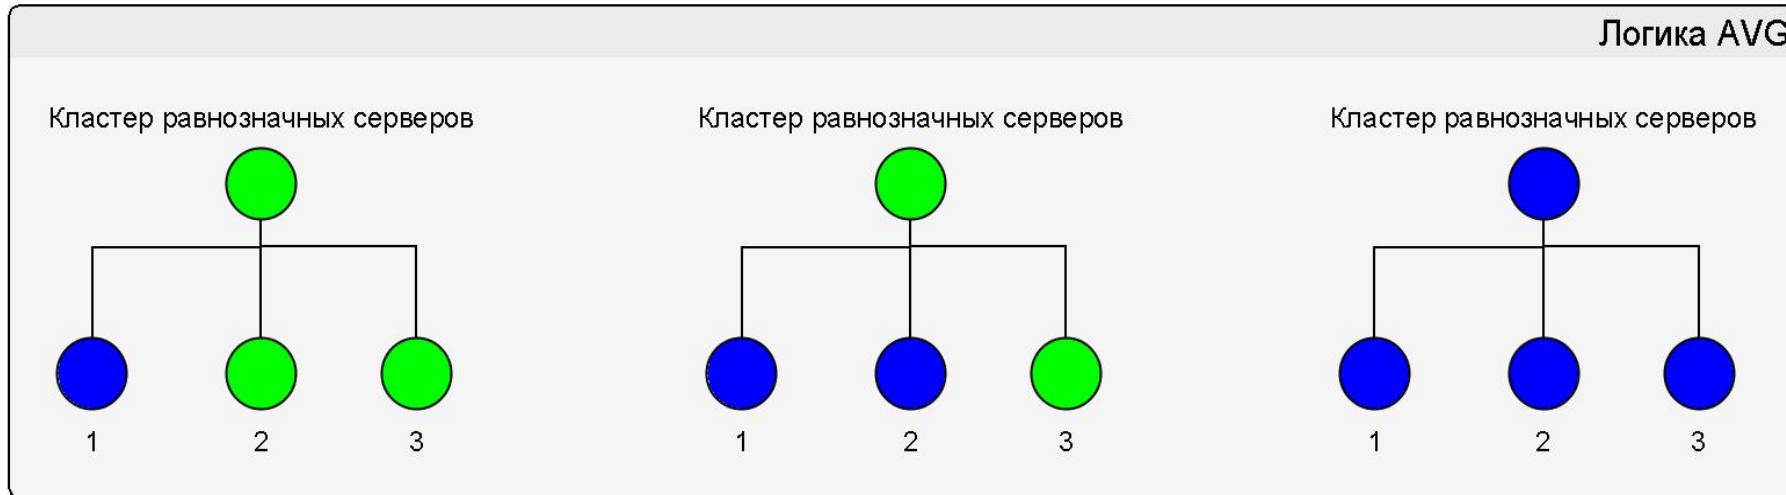 Логика AVG
Кластер равнозначных серверов
1 2 3
Кластер равнозначных серверов
1 2 3
Кластер равнозначных серверов
1 2 3